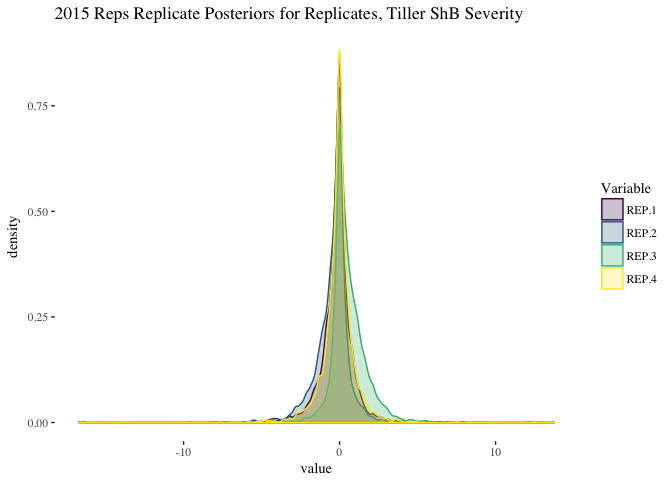 2015 Reps Replicate Posteriors for Replicates, Tiller ShB Severity
density
0.75
0.50
0.25
0.00
-10
0
10
value
Variable
REP.1
REP.2
REP.3
REP.4